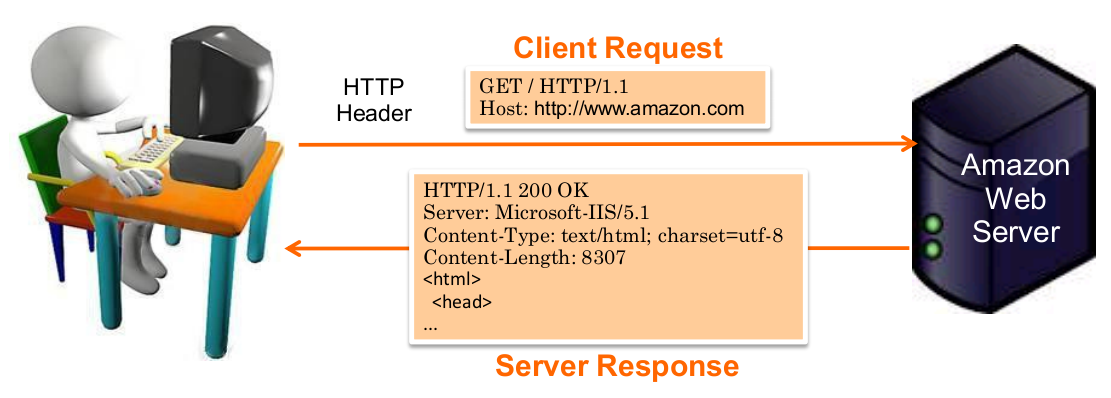 Client Request
HTTP
Header
GET / HTTP/1.1
Host: http://www.amazon.com
Amazon
Web
Server
HTTP/1.1 200 OK
Server: Microsoft-IIS/5.1
Content-Type: text/html; charset=utf-8
Content-Length: 8307
<html>
<head>
...
Server Response